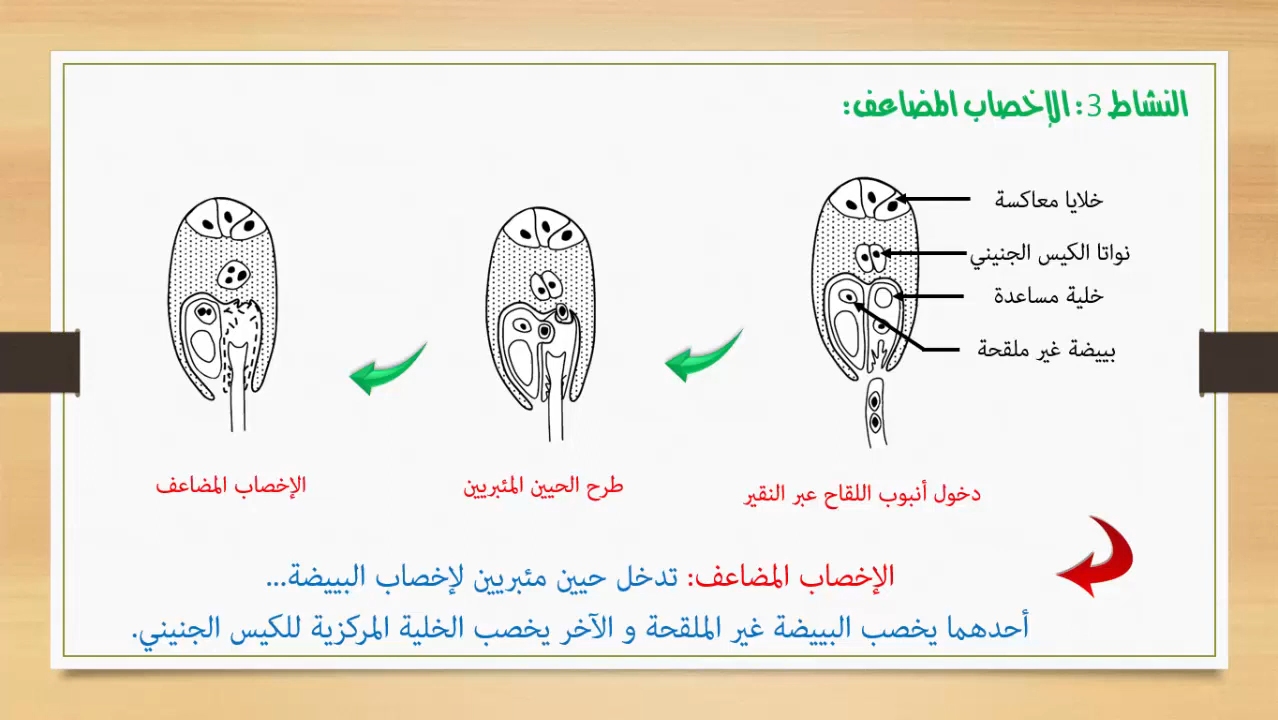 النشاط 3: الإخصاب المضاعف:
خلايا معاكسة
نواتا الكيس الجنيني
خلية مساعدة
بييضة غير ملقحة
دخول أنبوب اللقاح عبر النقير
طرح الحيين المئبريين
الإخصاب المضاعف
الإخصاب المضاعف: تدخل حيين مئبريين لإخصاب البييضة...
أحدهما يخصب البييضة غير الملقحة و الآخر يخصب الخلية المركزية للكيس الجنيني.